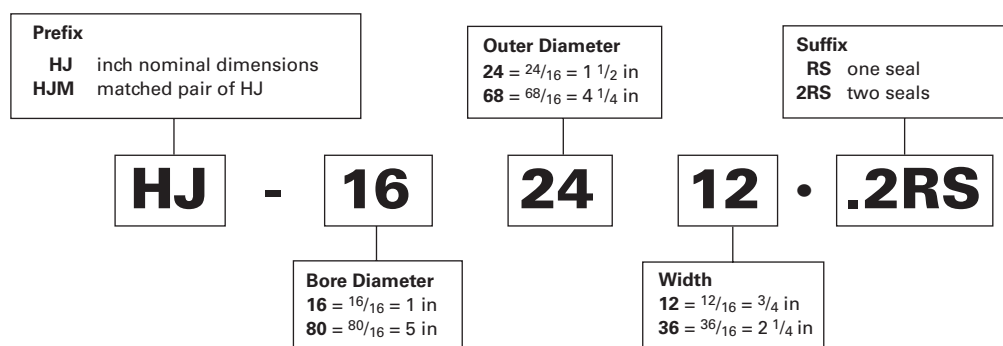 Prefix
HJ inch nominal dimensions
HJM matched pair of HJ
Outer Diameter
24 = 24/16 = 1 1/2 in
68 = 68/16 = 4 1/4 in
Suffix
RS one seal
2RS two seals
HJ - 16 24 12 • .2RS
Bore Diameter
16 = 16/16 = 1 in
80 = 80/16 = 5 in
Width
12 = 12/16 = 3/4 in
36 = 36/16 = 2 1/4 in